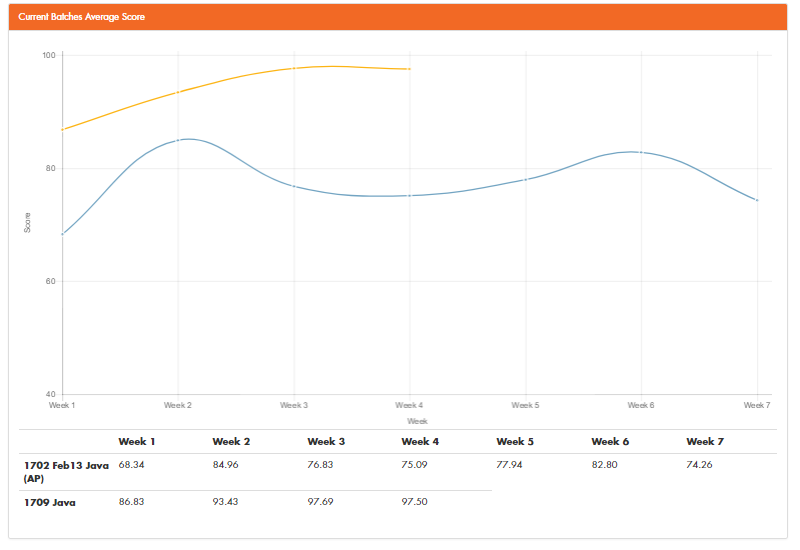 Current Batches Average Score
100
80
60
40
Score
Week 1 Week 2 Week 3 Week 4 Week 5 Week 6 Week 7
Week
Week 1 Week 2 Week 3 Week 4 Week 5 Week 6 Week 7
1702 Feb13 Java 68.34 84.96 76.83 75.09 77.94 82.80 74.26
(AP)
1709 Java 86.83 93.43 97.69 97.50